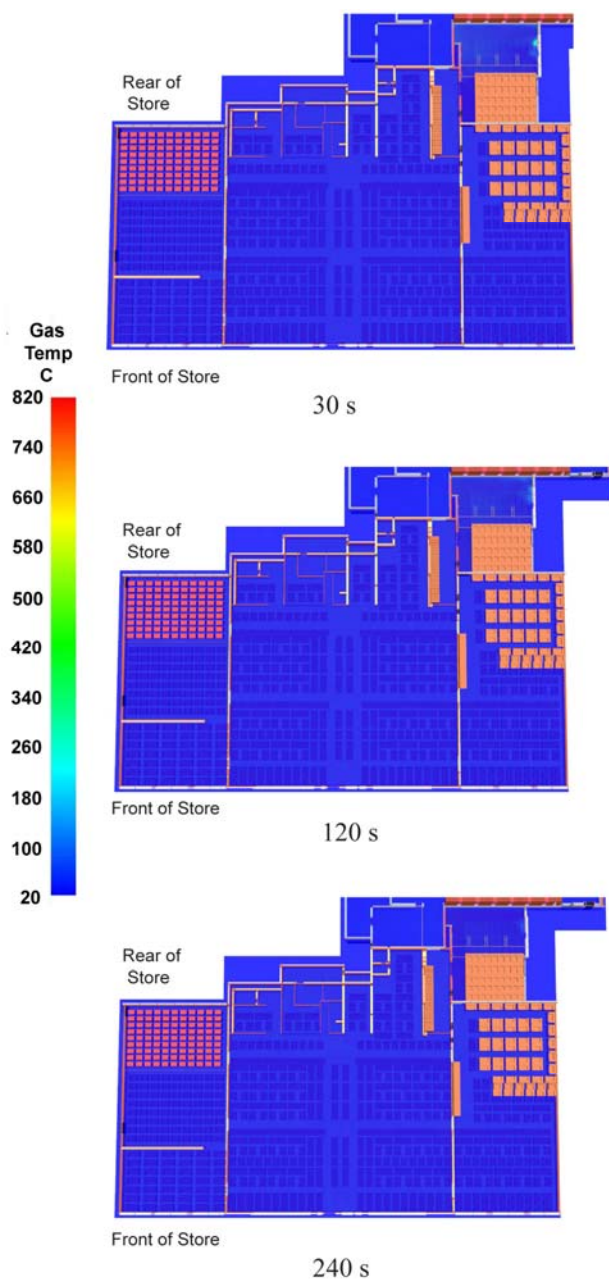 Rear of
Store
Front of Store
30 s
Gas
Temp
C
820
740
660
580
500
420
340
260
180
100
20
Rear of
Store
Front of Store
120 s
Rear of
Store
Front of Store
240 s